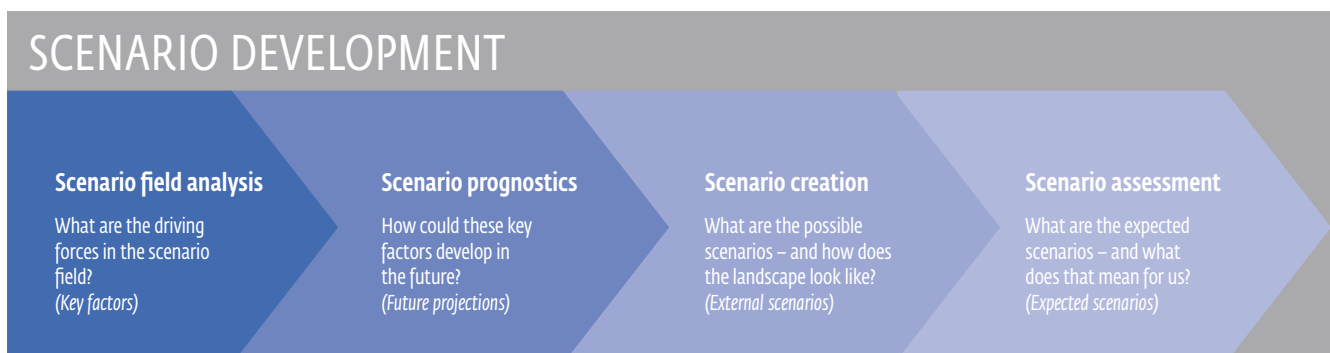 SCENARIO DEVELOPMENT
Scenario field analysis
What are the driving
forces in the scenario
field?
(Key factors)
Scenario prognostics
How could these key
factors develop in
the future?
(Future projections)
Scenario creation
What are the possible
scenarios – and how does
the landscape look like?
(External scenarios)
Scenario assessment
What are the expected
scenarios – and what
does that mean for us?
(Expected scenarios)